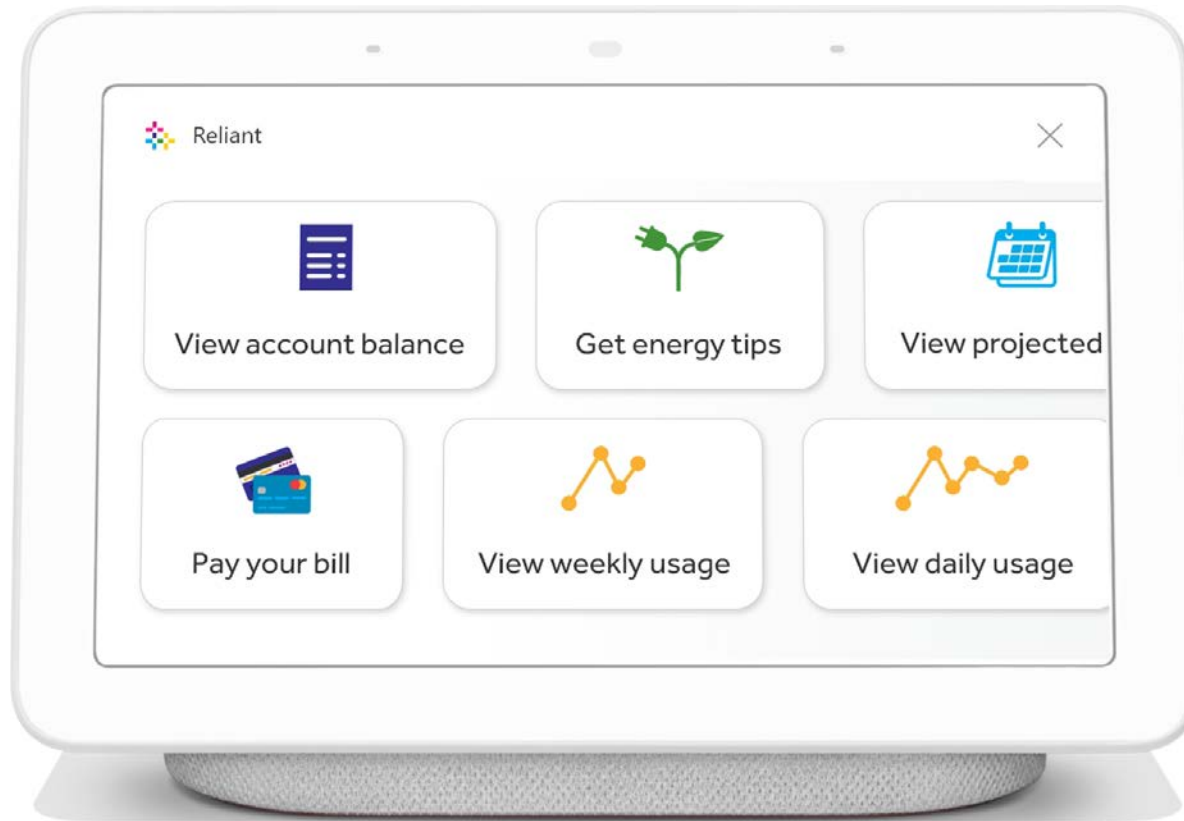 Reliant
View account balance
Get energy tips
View projected
Pay your bill
View weekly usage
View daily usage